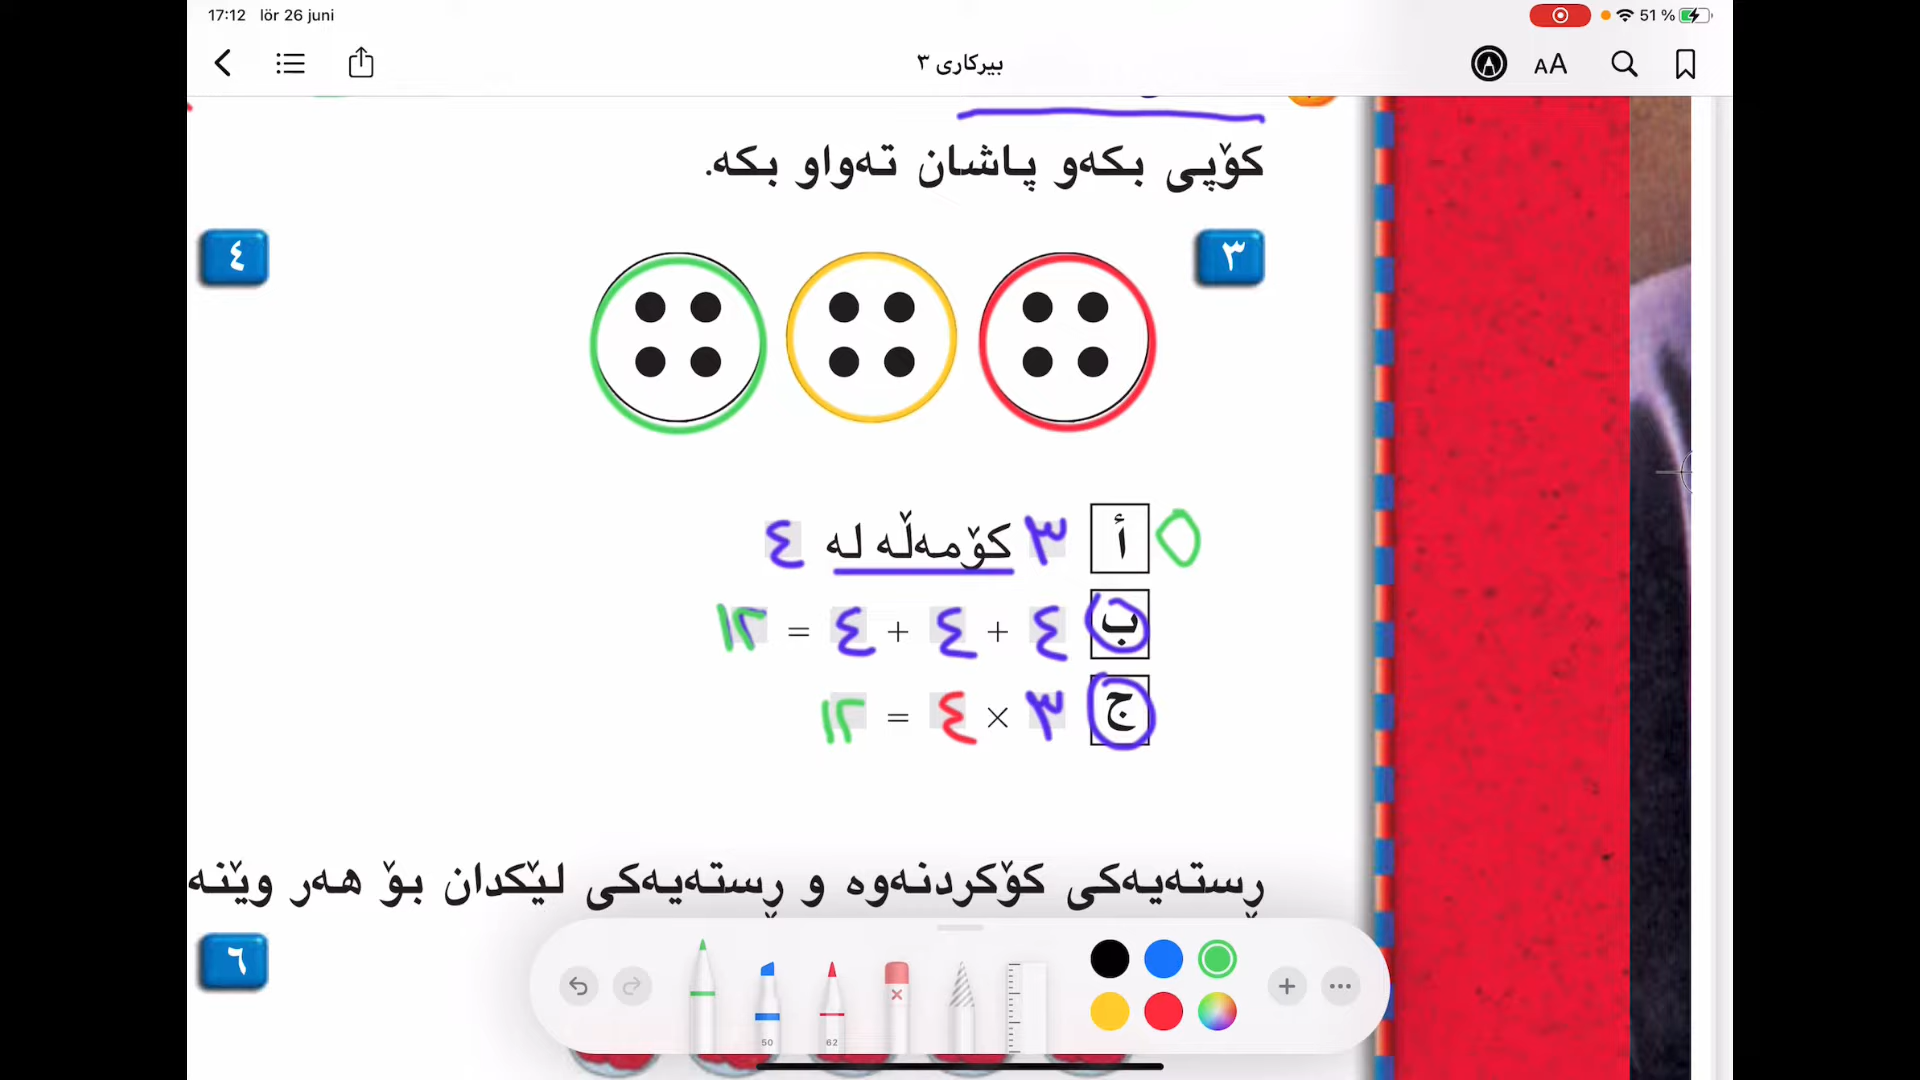 17:12 lör 26 juni
51 %
بیرکاری ٣
کۆپی بکەو پاشان تەواو بکە.
٣
٤
أ ٣ کۆمەڵە لە ٤
ب ٤ + ٤ + ٤ = ١٢
ج ٣ × ٤ = ١٢
ڕستەیەکی کۆکردنەوە و ڕستەیەکی لێکدان بۆ هەر وێنە
٦
AA
50
62